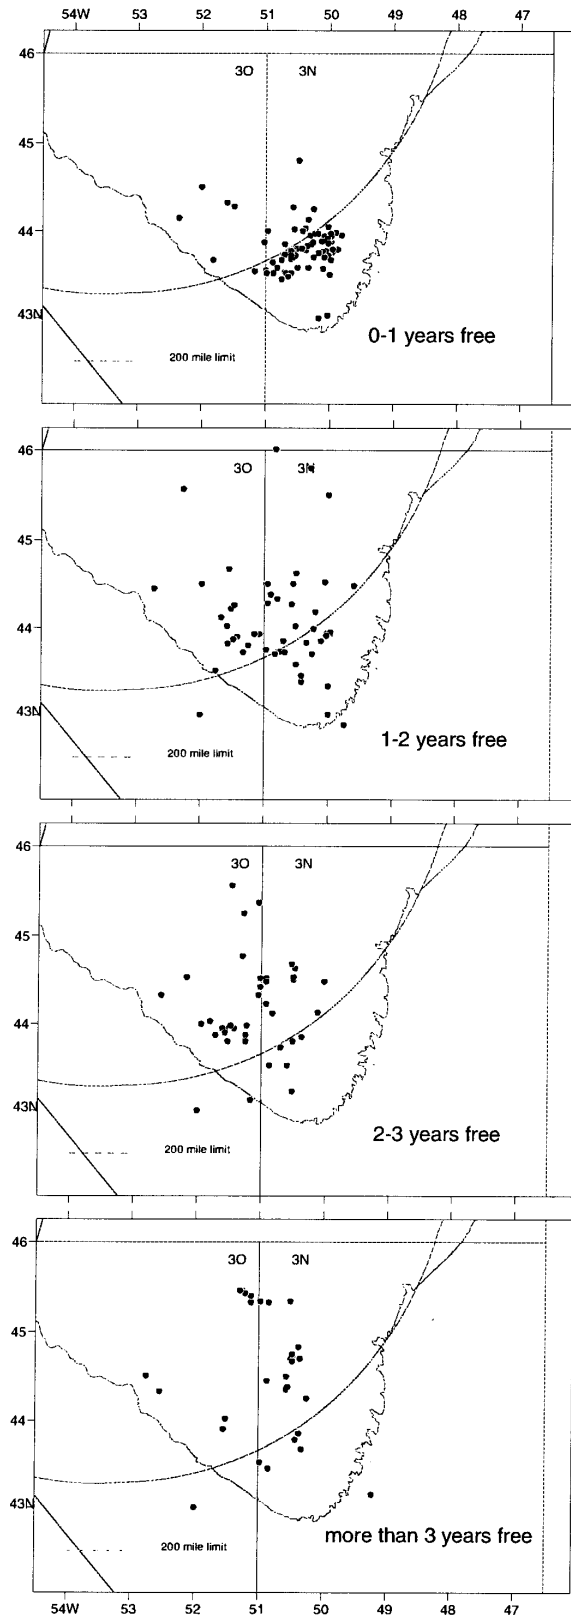 54W 53 52 51 50 49 48 47
46
3O 3N
45
44
43N
0-1 years free
200 mile limit
46
3O 3N
45
44
43N
1-2 years free
200 mile limit
46
3O 3N
45
44
43N
2-3 years free
200 mile limit
46
3O 3N
45
44
43N
more than 3 years free
200 mile limit
54W 53 52 51 50 49 48 47